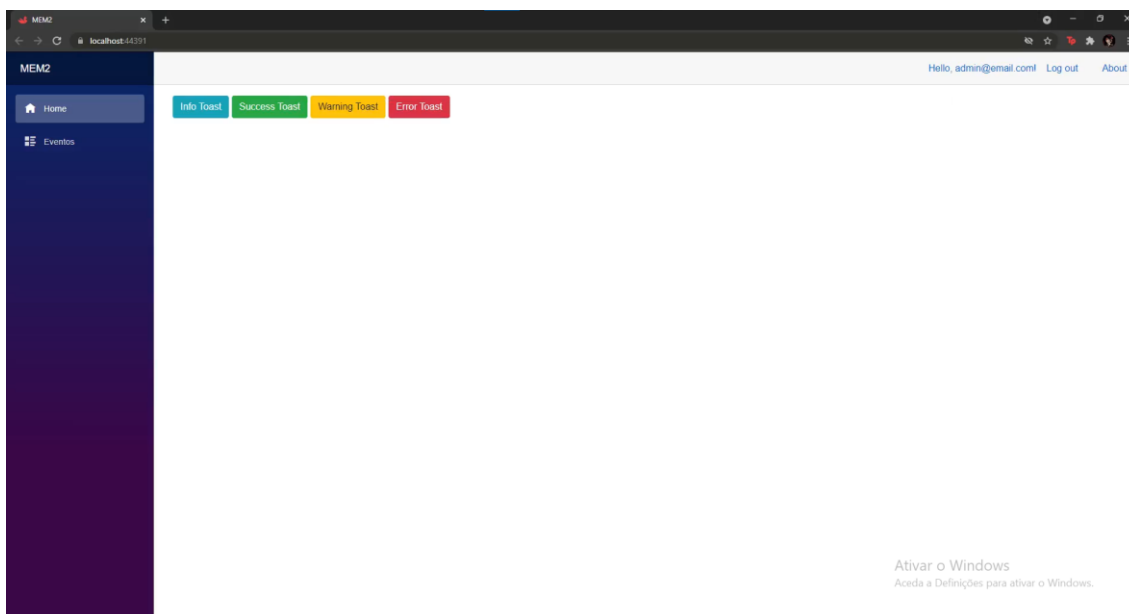 MEM2
localhost:44391
MEM2
Hello, admin@email.com! Log out About
Home
Info Toast Success Toast Warning Toast Error Toast
Eventos
Ativar o Windows
Aceda a Definições para ativar o Windows.